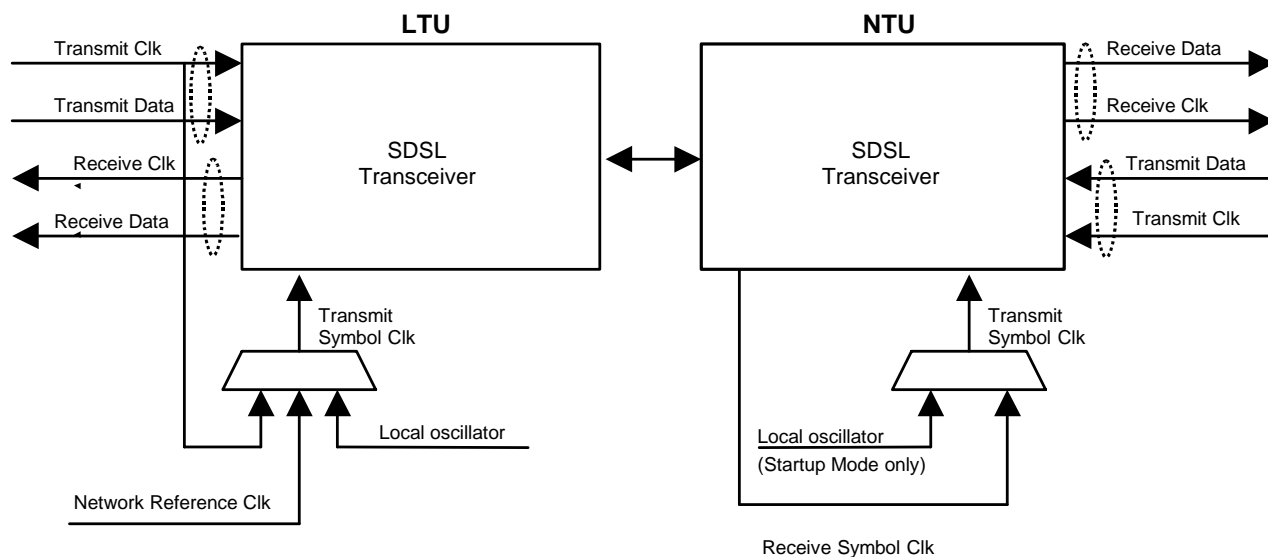 LTU
NTU
Transmit Clk
Transmit Data
Receive Clk
Receive Data
SDSL
Transceiver
SDSL
Transceiver
Receive Data
Receive Clk
Transmit Data
Transmit Clk
Transmit
Symbol Clk
Transmit
Symbol Clk
Local oscillator
Network Reference Clk
Local oscillator
(Startup Mode only)
Receive Symbol Clk